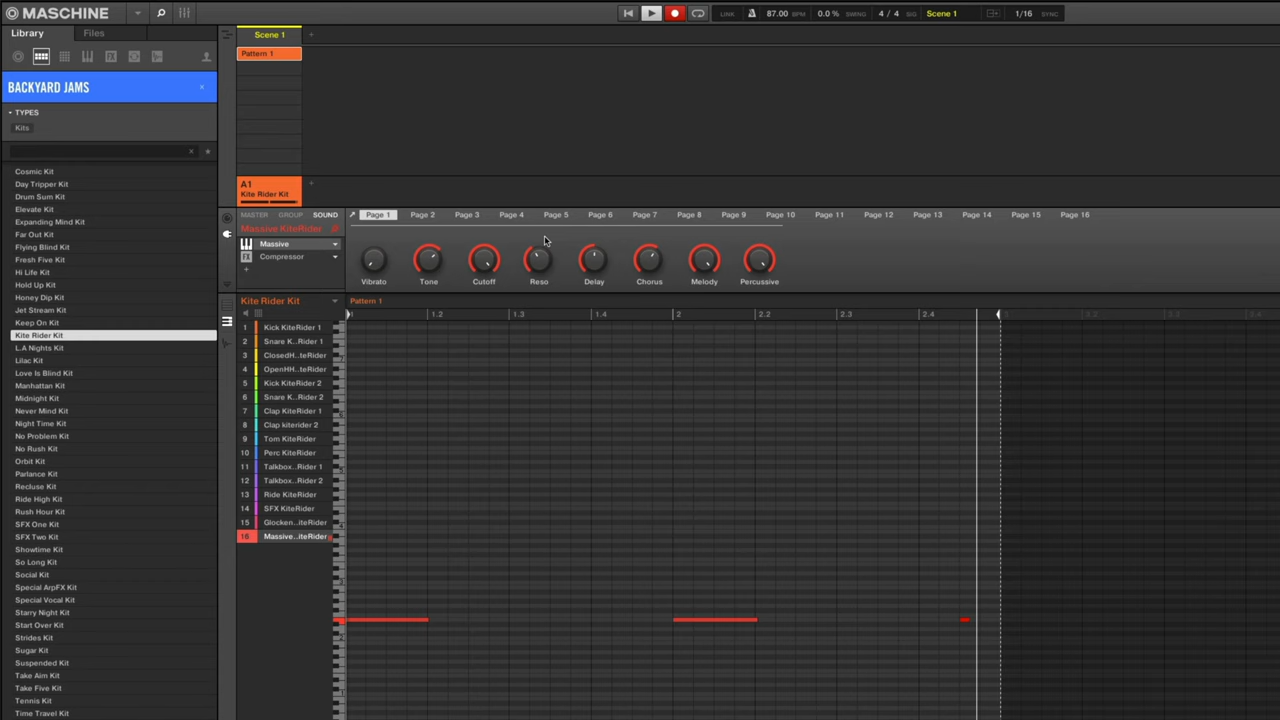 MASCHINE
LINK 87.00 BPM 0.0% SWING 4 / 4 SIG Scene 1 1/16 SYNC
Library Files
Scene 1 +
Pattern 1
BACKYARD JAMS ×
TYPES
Kits
Cosmic Kit
Day Tripper Kit
Drum Sum Kit
Elevate Kit
Expanding Mind Kit
Far Out Kit
Flying Blind Kit
Fresh Five Kit
Hi Life Kit
Hold Up Kit
Honey Dip Kit
Jet Stream Kit
Keep On Kit
Kite Rider Kit
L.A Nights Kit
Lilac Kit
Love Is Blind Kit
Manhattan Kit
Midnight Kit
Never Mind Kit
Night Time Kit
No Problem Kit
No Rush Kit
Orbit Kit
Parlance Kit
Recluse Kit
Ride High Kit
Rush Hour Kit
SFX One Kit
SFX Two Kit
Showtime Kit
So Long Kit
Social Kit
Special ArpFX Kit
Special Vocal Kit
Starry Night Kit
Start Over Kit
Strides Kit
Sugar Kit
Suspended Kit
Take Aim Kit
Take Five Kit
Tennis Kit
Time Travel Kit
A1 +
Kite Rider Kit
MASTER GROUP SOUND
Page 1 Page 2 Page 3 Page 4 Page 5 Page 6 Page 7 Page 8 Page 9 Page 10 Page 11 Page 12 Page 13 Page 14 Page 15 Page 16
Massive KiteRider
Massive
FX Compressor
+
Vibrato Tone Cutoff Reso Delay Chorus Melody Percussive
Kite Rider Kit
Pattern 1
1 1.2 1.3 1.4 2 2.2 2.3 2.4 3 3.2 3.3 3.4
1 Kick KiteRider 1
2 Snare K..Rider 1
3 ClosedH...teRider
4 OpenHH...teRider
5 Kick KiteRider 2
6 Snare K...Rider 2
7 Clap KiteRider 1
8 Clap kiterider 2
9 Tom KiteRider
10 Perc KiteRider
11 Talkbox..Rider 1
12 Talkbox..Rider 2
13 Ride KiteRider
14 SFX KiteRider
15 Glocken...iteRider
16 Massive..iteRider